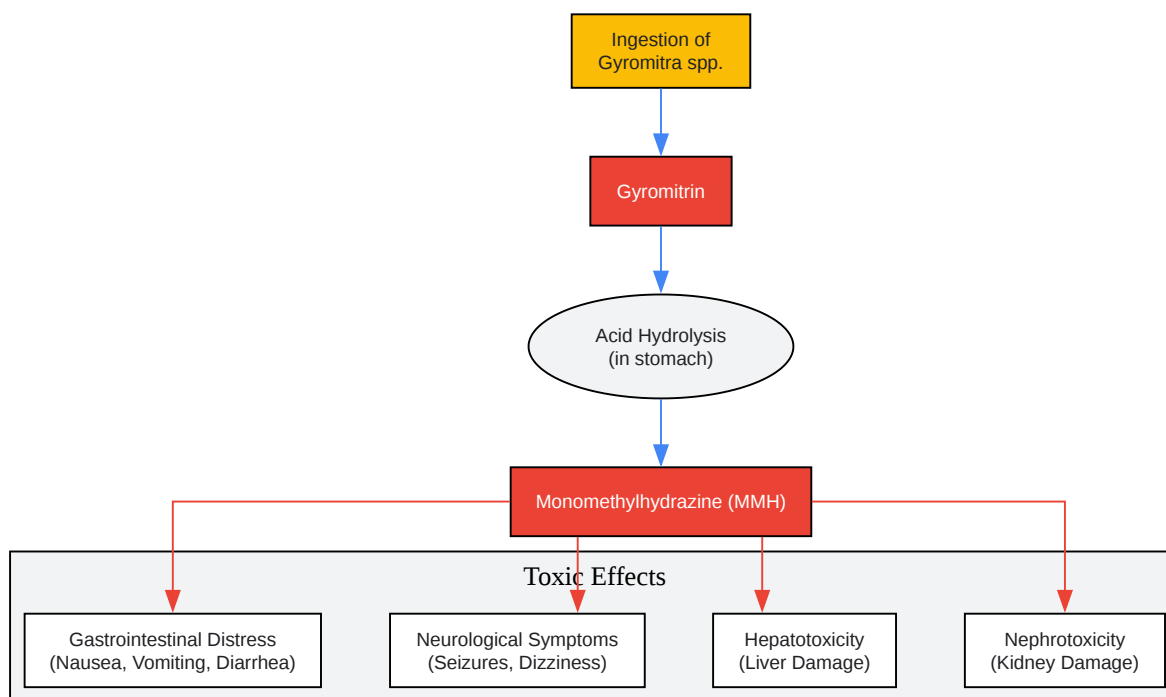 Ingestion of
Gyromitra spp.
Gyromitrin
Acid Hydrolysis
(in stomach)
Monomethylhydrazine (MMH)
Toxic Effects
Gastrointestinal Distress
(Nausea, Vomiting, Diarrhea)
Neurological Symptoms
(Seizures, Dizziness)
Hepatotoxicity
(Liver Damage)
Nephrotoxicity
(Kidney Damage)